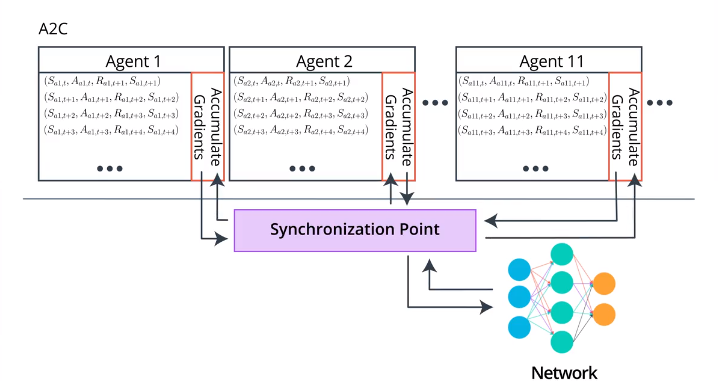 A2C
Agent 1
(S_{a1,t}, A_{a1,t}, R_{a1,t+1}, S_{a1,t+1})
(S_{a1,t+1}, A_{a1,t+1}, R_{a1,t+2}, S_{a1,t+2})
(S_{a1,t+2}, A_{a1,t+2}, R_{a1,t+3}, S_{a1,t+3})
(S_{a1,t+3}, A_{a1,t+3}, R_{a1,t+4}, S_{a1,t+4})
Accumulate
Gradients
Agent 2
(S_{a2,t}, A_{a2,t}, R_{a2,t+1}, S_{a2,t+1})
(S_{a2,t+1}, A_{a2,t+1}, R_{a2,t+2}, S_{a2,t+2})
(S_{a2,t+2}, A_{a2,t+2}, R_{a2,t+3}, S_{a2,t+3})
(S_{a2,t+3}, A_{a2,t+3}, R_{a2,t+4}, S_{a2,t+4})
Accumulate
Gradients
Agent 11
(S_{a11,t}, A_{a11,t}, R_{a11,t+1}, S_{a11,t+1})
(S_{a11,t+1}, A_{a11,t+1}, R_{a11,t+2}, S_{a11,t+2})
(S_{a11,t+2}, A_{a11,t+2}, R_{a11,t+3}, S_{a11,t+3})
(S_{a11,t+3}, A_{a11,t+3}, R_{a11,t+4}, S_{a11,t+4})
Accumulate
Gradients
Synchronization Point
Network